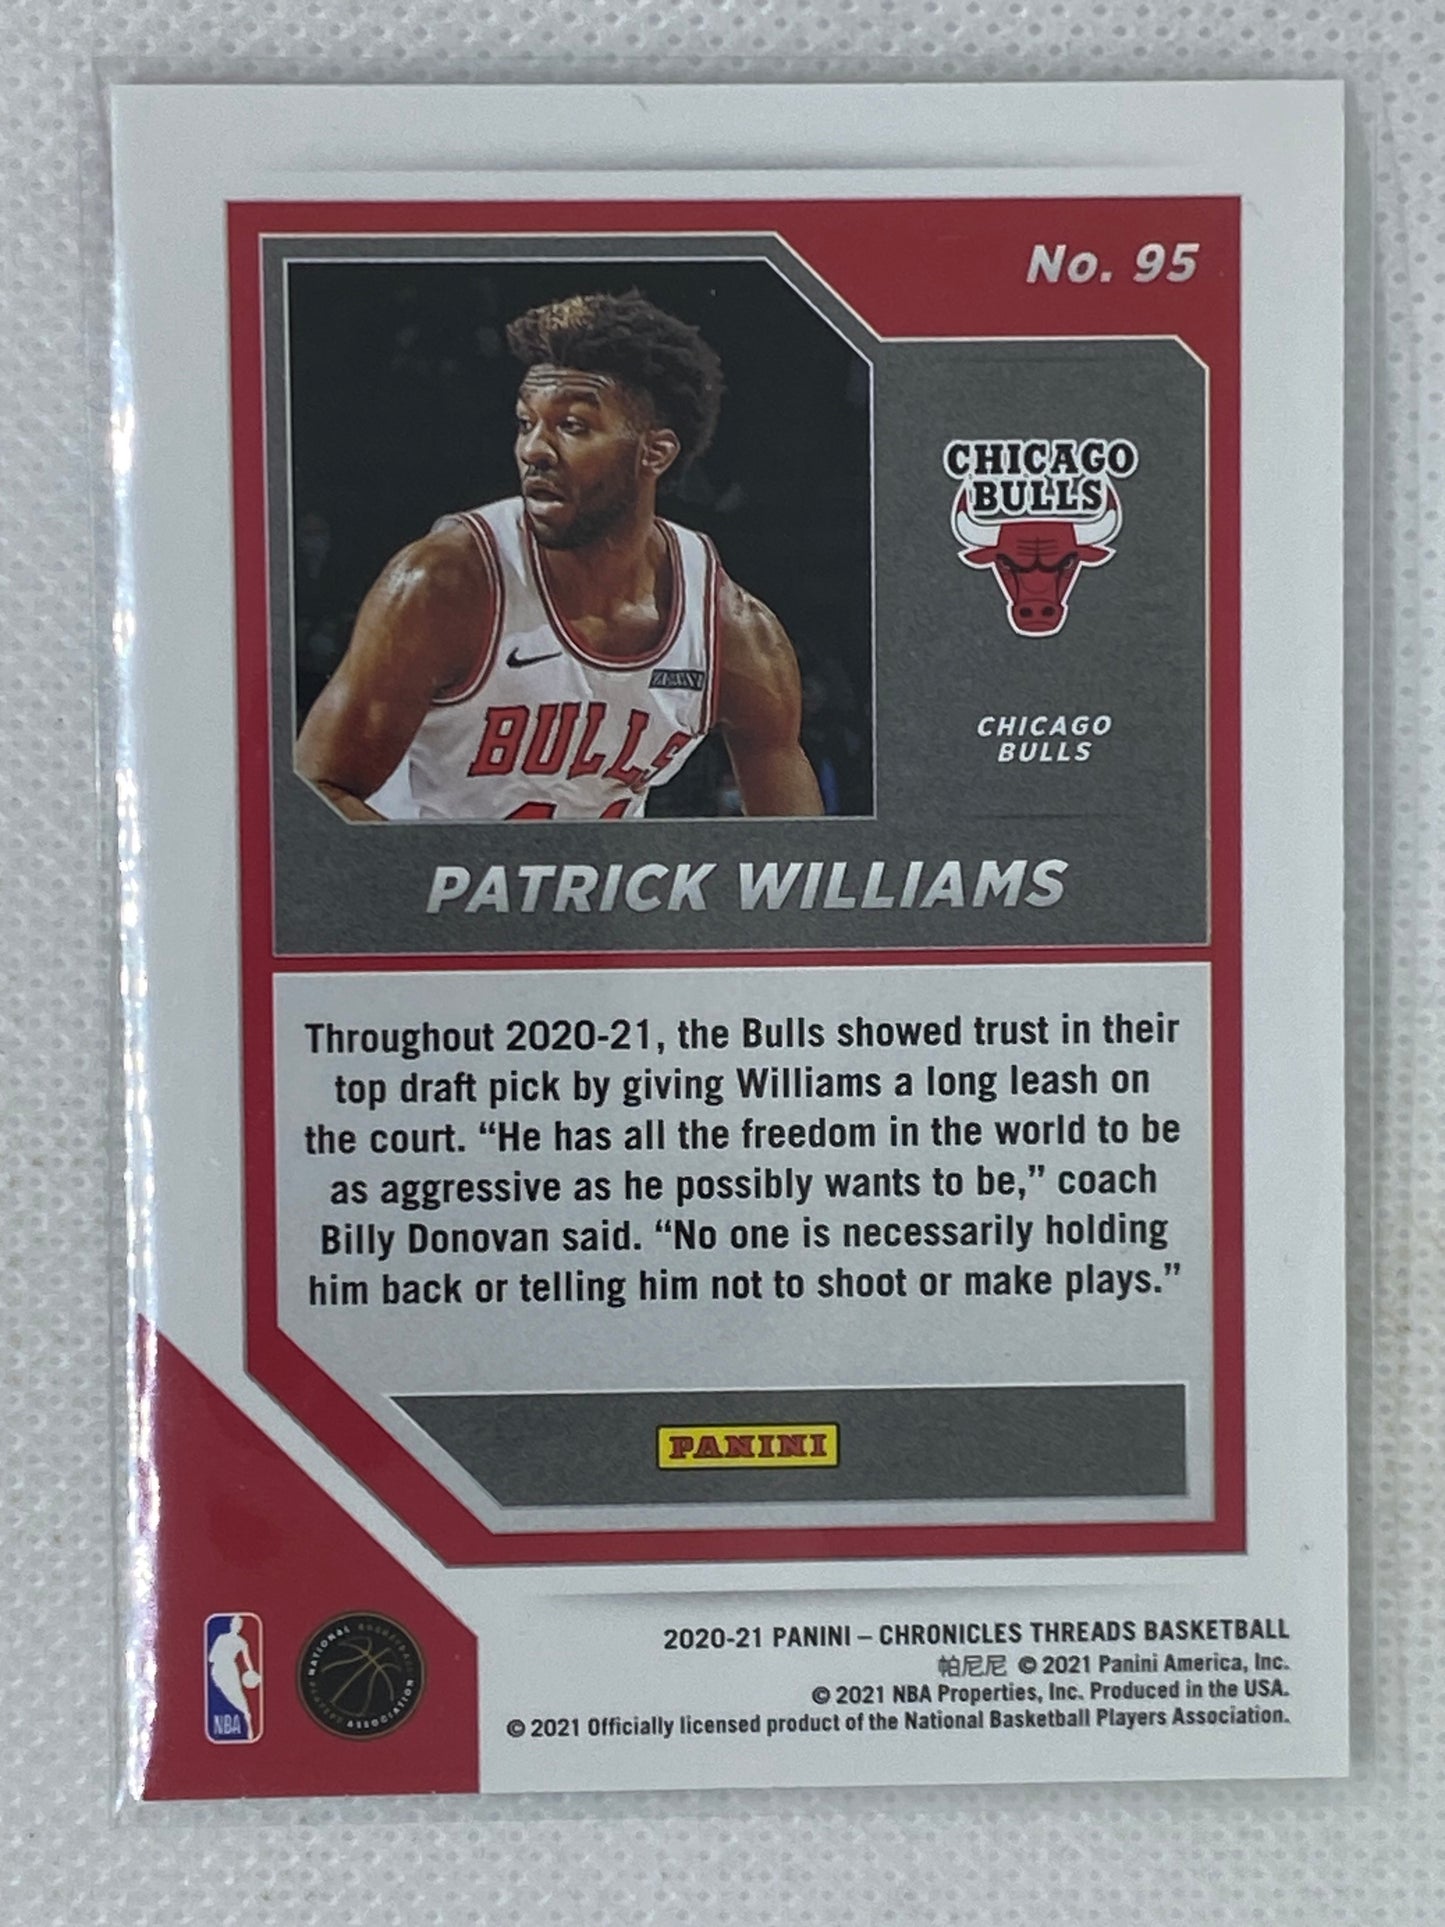 No. 95
CHICAGO
BULLS
CHICAGO
BULLS
BULLS
PATRICK WILLIAMS
Throughout 2020-21, the Bulls showed trust in their
top draft pick by giving Williams a long leash on
the court. “He has all the freedom in the world to be
as aggressive as he possibly wants to be,” coach
Billy Donovan said. “No one is necessarily holding
him back or telling him not to shoot or make plays.”
PANINI
NBA
NATIONAL BASKETBALL
PLAYERS ASSOCIATION
2020-21 PANINI – CHRONICLES THREADS BASKETBALL
帕尼尼 © 2021 Panini America, Inc.
© 2021 NBA Properties, Inc. Produced in the USA.
© 2021 Officially licensed product of the National Basketball Players Association.